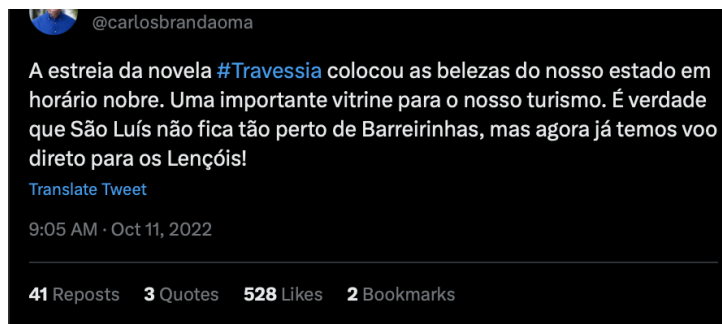 @carlosbrandaoma
A estreia da novela #Travessia colocou as belezas do nosso estado em
horário nobre. Uma importante vitrine para o nosso turismo. É verdade
que São Luís não fica tão perto de Barreirinhas, mas agora já temos voo
direto para os Lençóis!
Translate Tweet
9:05 AM · Oct 11, 2022
41 Reposts 3 Quotes 528 Likes 2 Bookmarks